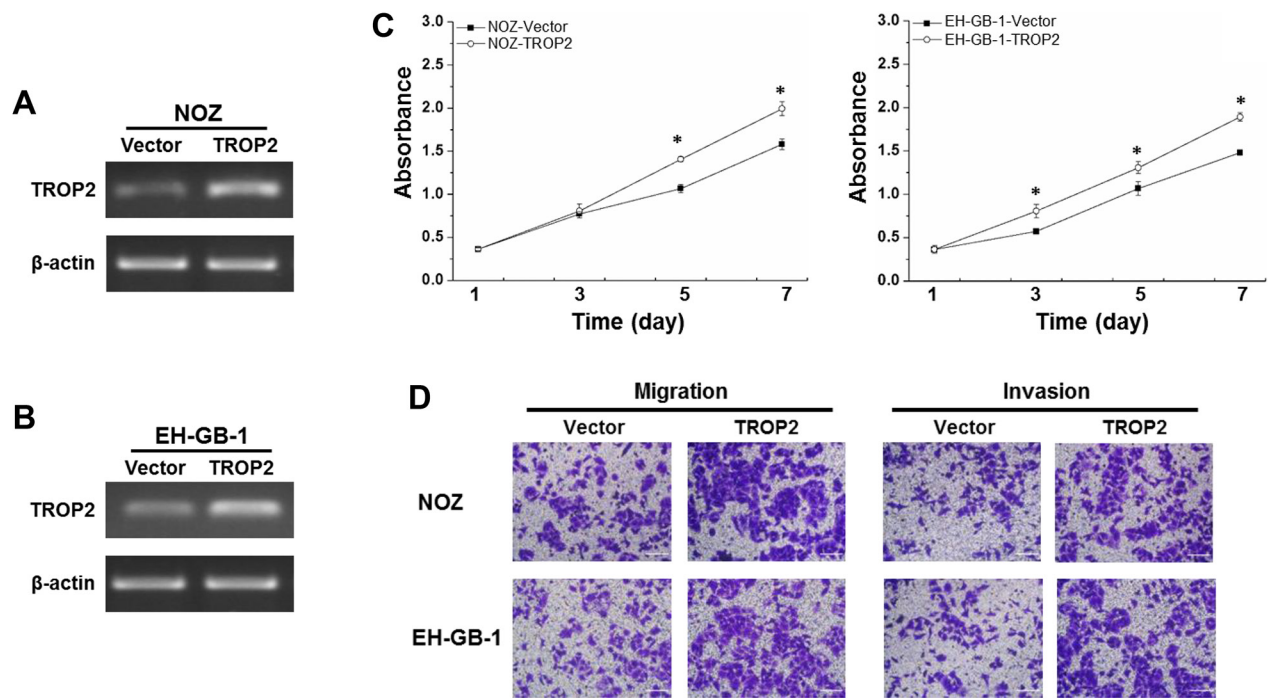 A
NOZ
Vector TROP2
TROP2
β-actin
B
EH-GB-1
Vector TROP2
TROP2
β-actin
C
3.0
2.5
2.0
1.5
1.0
0.5
0.0
Absorbance
NOZ-Vector
NOZ-TROP2
*
*
1 3 5 7
Time (day)
3.0
2.5
2.0
1.5
1.0
0.5
0.0
Absorbance
EH-GB-1-Vector
EH-GB-1-TROP2
*
*
*
1 3 5 7
Time (day)
D
Migration Invasion
Vector TROP2 Vector TROP2
NOZ
EH-GB-1